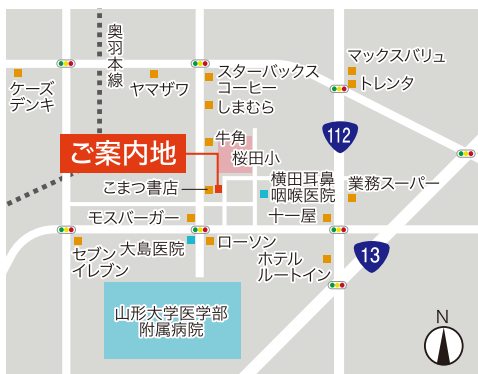 奥羽本線
マックスバリュ
トレンタ
スターバックス
コーヒー
ケーズ
デンキ
ヤマザワ
しまむら
牛角
112
ご案内地
桜田小
こまつ書店
横田耳鼻
咽喉医院
業務スーパー
モスバーガー
十一屋
セブン
イレブン
大島医院
ローソン
ホテル
ルートイン
13
山形大学医学部
附属病院
N